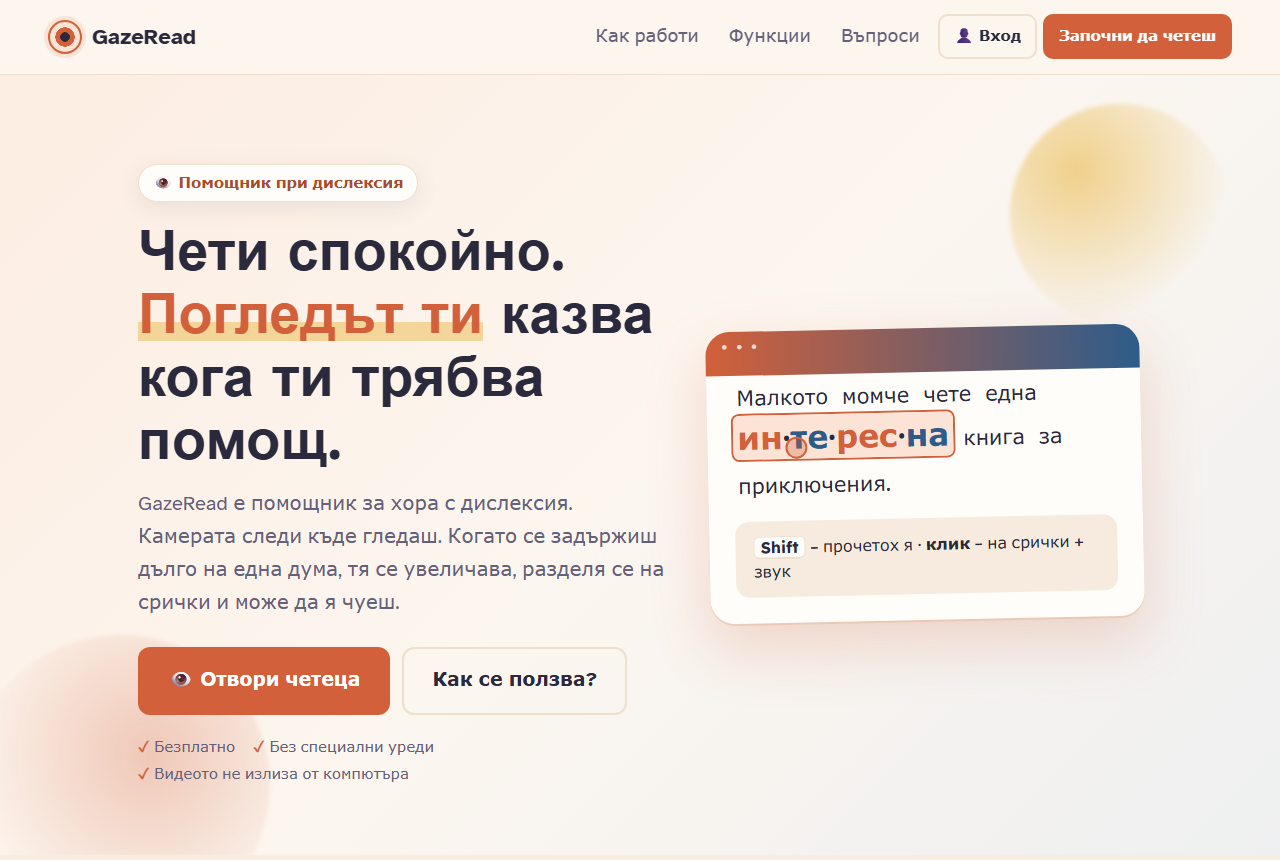 GazeRead
Как работи
Функции
Въпроси
Вход
Започни да четеш
Помощник при дислексия
Чети спокойно.
Погледът ти казва
кога ти трябва
помощ.
GazeRead е помощник за хора с дислексия.
Камерата следи къде гледаш. Когато се задържиш
дълго на една дума, тя се увеличава, разделя се на
срички и може да я чуеш.
Отвори четеца
Как се ползва?
✓ Безплатно ✓ Без специални уреди
✓ Видеото не излиза от компютъра
Малкото момче чете една
ин·те·рес·на книга за
приключения.
Shift – прочетох я · клик – на срички +
звук